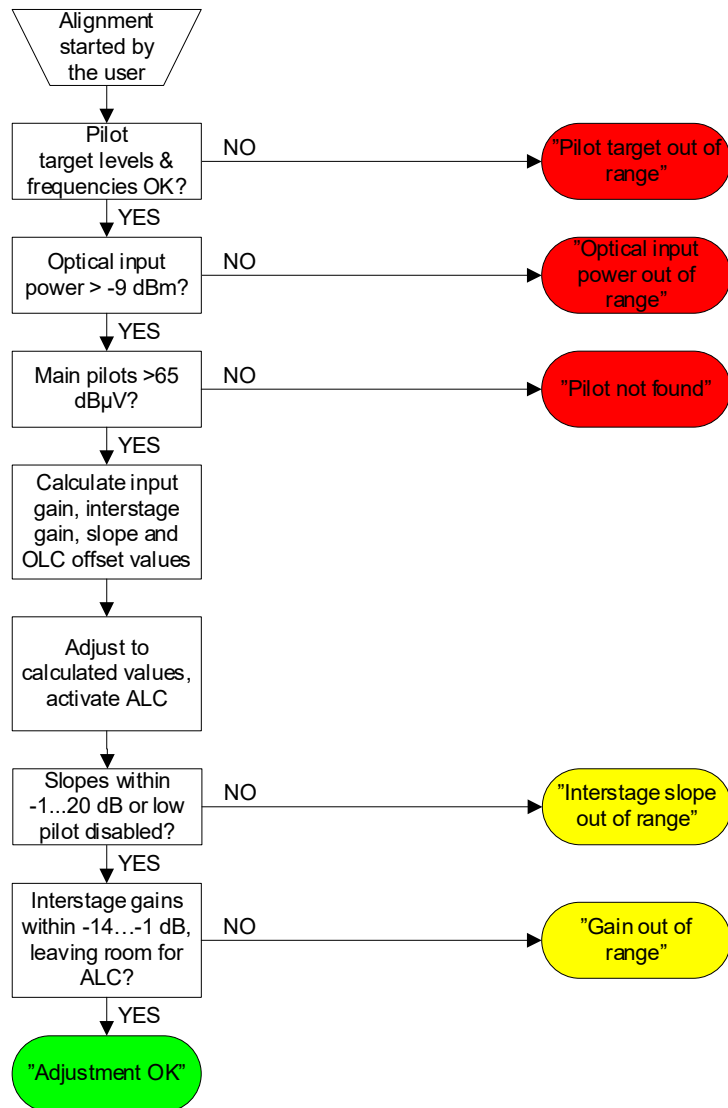 Alignment
started by
the user
Pilot
target levels &
frequencies OK?
NO
”Pilot target out of
range”
YES
Optical input
power > -9 dBm?
NO
”Optical input
power out of
range”
YES
Main pilots >65
dBµV?
NO
”Pilot not found”
YES
Calculate input
gain, interstage
gain, slope and
OLC offset values
Adjust to
calculated values,
activate ALC
Slopes within
-1...20 dB or low
pilot disabled?
NO
”Interstage slope
out of range”
YES
Interstage gains
within -14…-1 dB,
leaving room for
ALC?
NO
”Gain out of
range”
YES
”Adjustment OK”